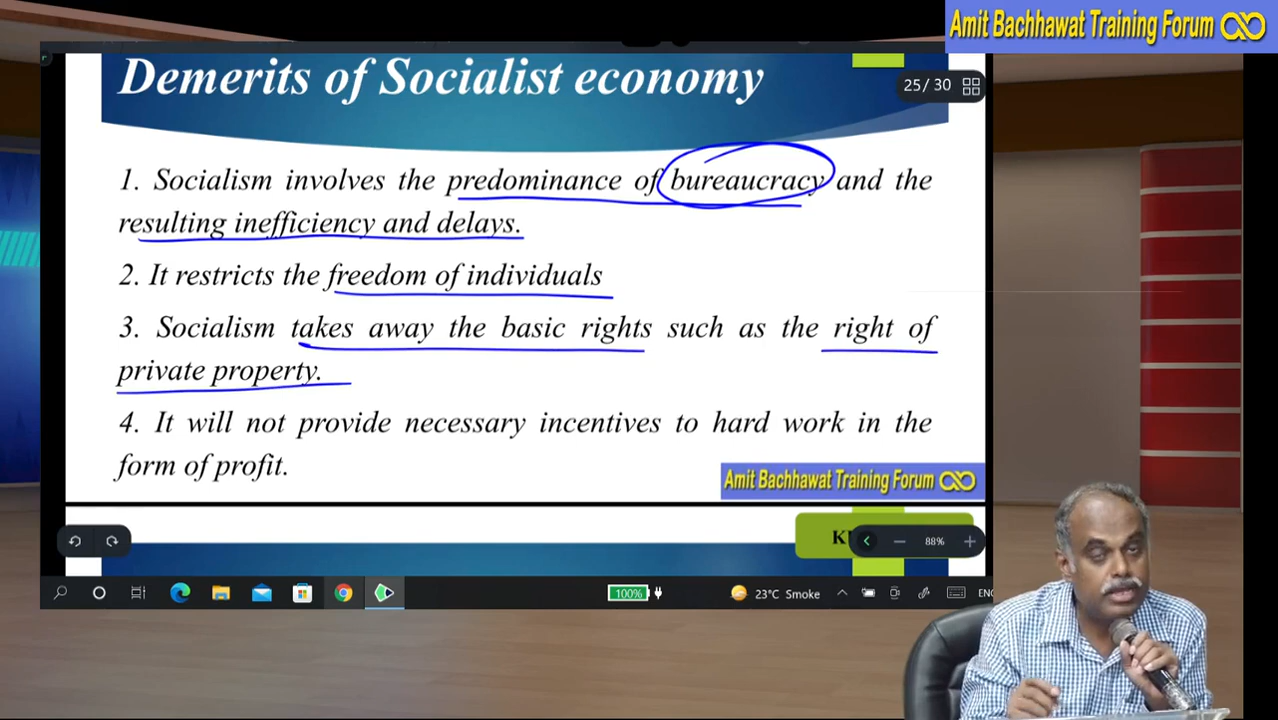 Amit Bachhawat Training Forum
Demerits of Socialist economy
25/ 30
1. Socialism involves the predominance of bureaucracy and the
resulting inefficiency and delays.
2. It restricts the freedom of individuals
3. Socialism takes away the basic rights such as the right of
private property.
4. It will not provide necessary incentives to hard work in the
form of profit.
Amit Bachhawat Training Forum
88%
100%
23°C Smoke